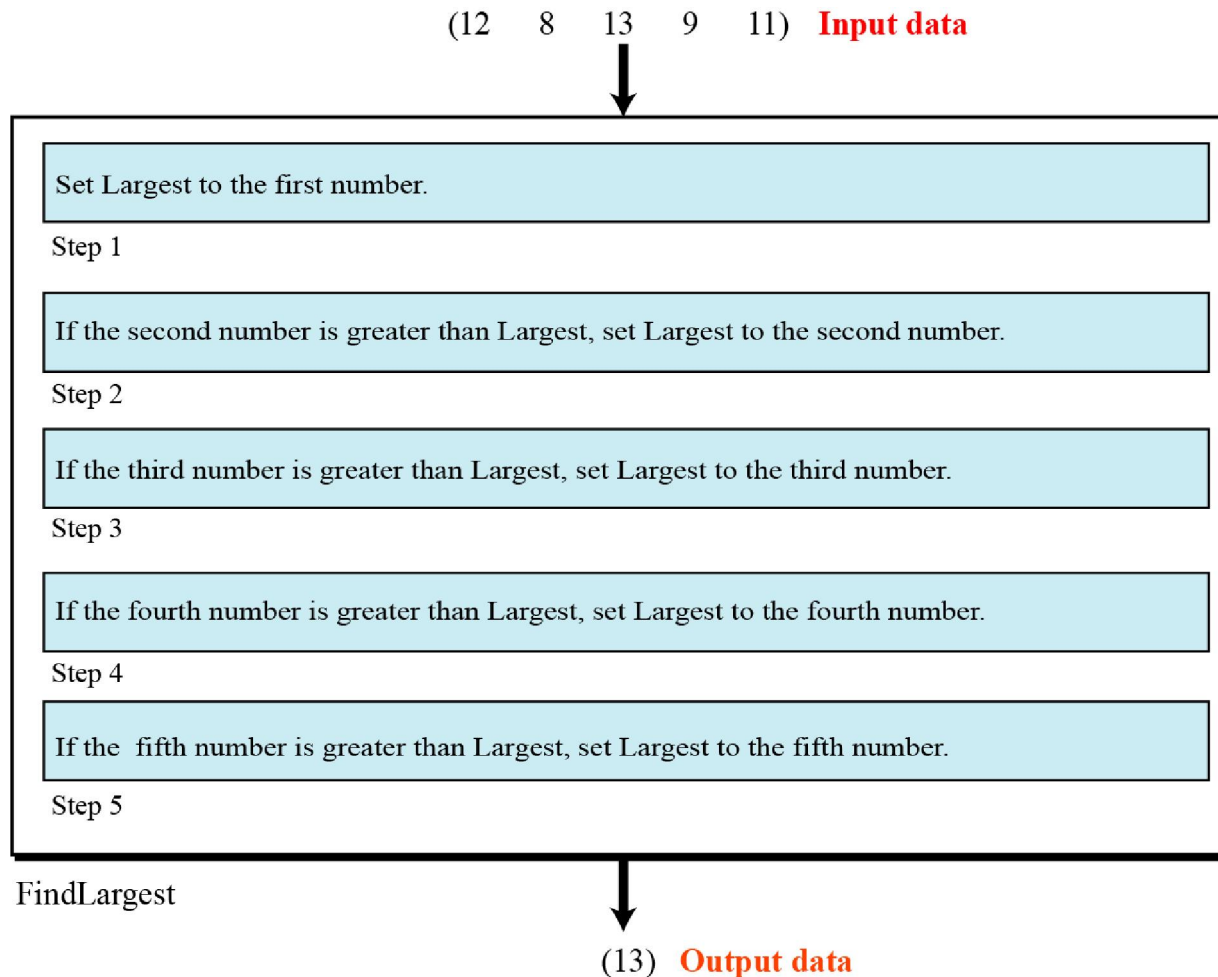 (12 8 13 9 11) Input data
Set Largest to the first number.
Step 1
If the second number is greater than Largest, set Largest to the second number.
Step 2
If the third number is greater than Largest, set Largest to the third number.
Step 3
If the fourth number is greater than Largest, set Largest to the fourth number.
Step 4
If the fifth number is greater than Largest, set Largest to the fifth number.
Step 5
FindLargest
(13) Output data